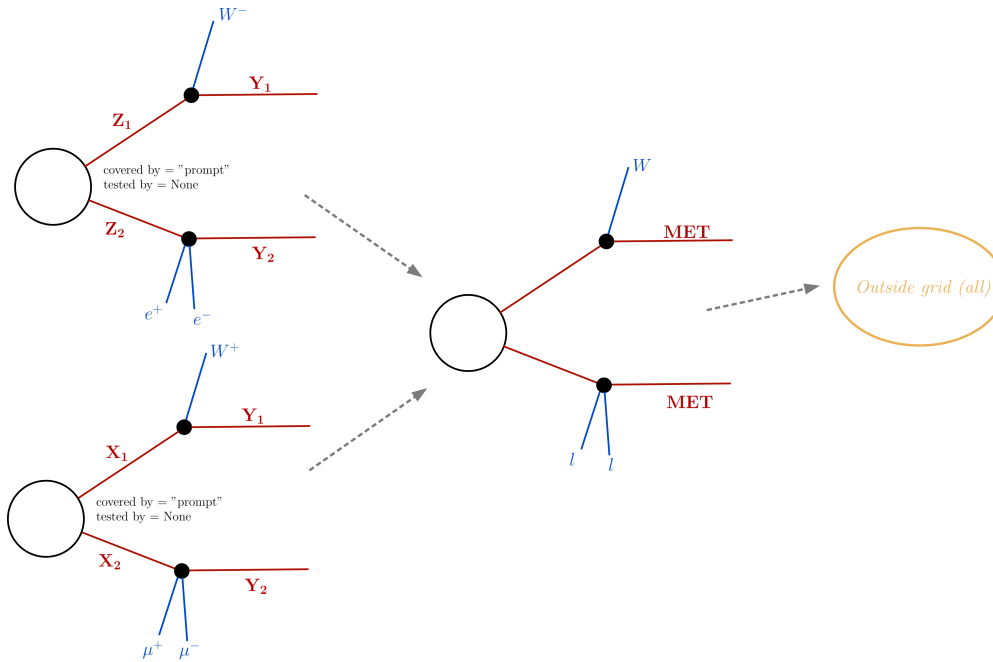 W⁻
Y₁
Z₁
covered by = "prompt"
tested by = None
Z₂
Y₂
e⁺
e⁻
W⁺
Y₁
X₁
covered by = "prompt"
tested by = None
X₂
Y₂
μ⁺
μ⁻
W
MET
MET
l
l
Outside grid (all)